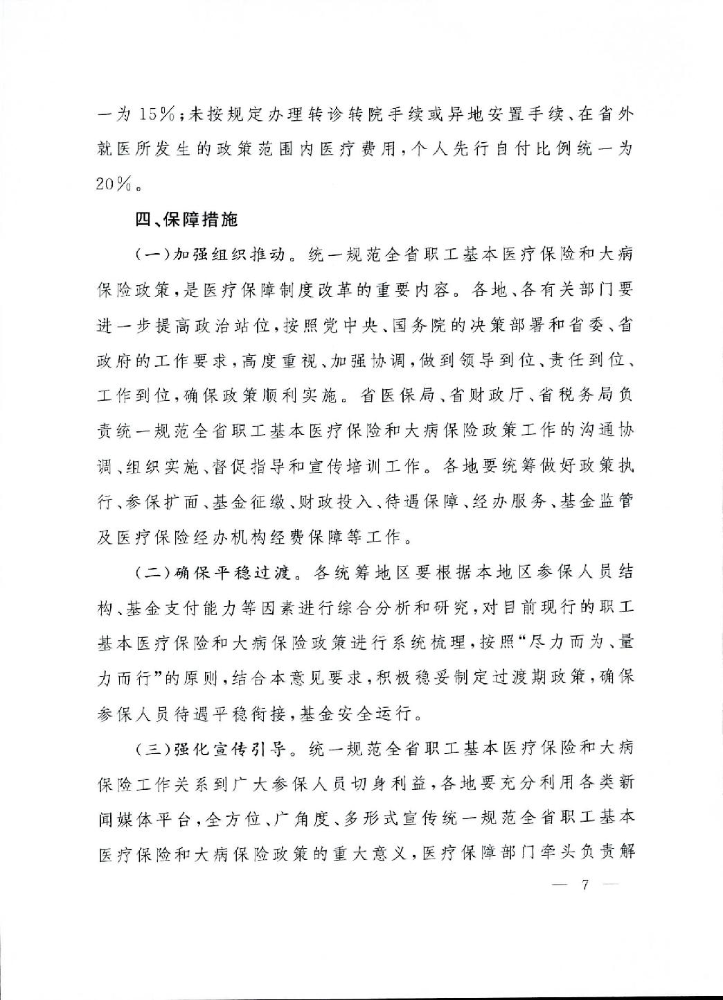 一为15%;未按规定办理转诊转院手续或异地安置手续、在省外
就医所发生的政策范围内医疗费用,个人先行自付比例统一为
20%。
四、保障措施
(一)加强组织推动。统一规范全省职工基本医疗保险和大病
保险政策,是医疗保障制度改革的重要内容。各地、各有关部门要
进一步提高政治站位,按照党中央、国务院的决策部署和省委、省
政府的工作要求,高度重视、加强协调,做到领导到位、责任到位、
工作到位,确保政策顺利实施。省医保局、省财政厅、省税务局负
责统一规范全省职工基本医疗保险和大病保险政策工作的沟通协
调、组织实施、督促指导和宣传培训工作。各地要统筹做好政策执
行、参保扩面、基金征缴、财政投入、待遇保障、经办服务、基金监管
及医疗保险经办机构经费保障等工作。
(二)确保平稳过渡。各统筹地区要根据本地区参保人员结
构、基金支付能力等因素进行综合分析和研究,对目前现行的职工
基本医疗保险和大病保险政策进行系统梳理,按照“尽力而为、量
力而行”的原则,结合本意见要求,积极稳妥制定过渡期政策,确保
参保人员待遇平稳衔接,基金安全运行。
(三)强化宣传引导。统一规范全省职工基本医疗保险和大病
保险工作关系到广大参保人员切身利益,各地要充分利用各类新
闻媒体平台,全方位、广角度、多形式宣传统一规范全省职工基本
医疗保险和大病保险政策的重大意义,医疗保障部门牵头负责解
— 7 —